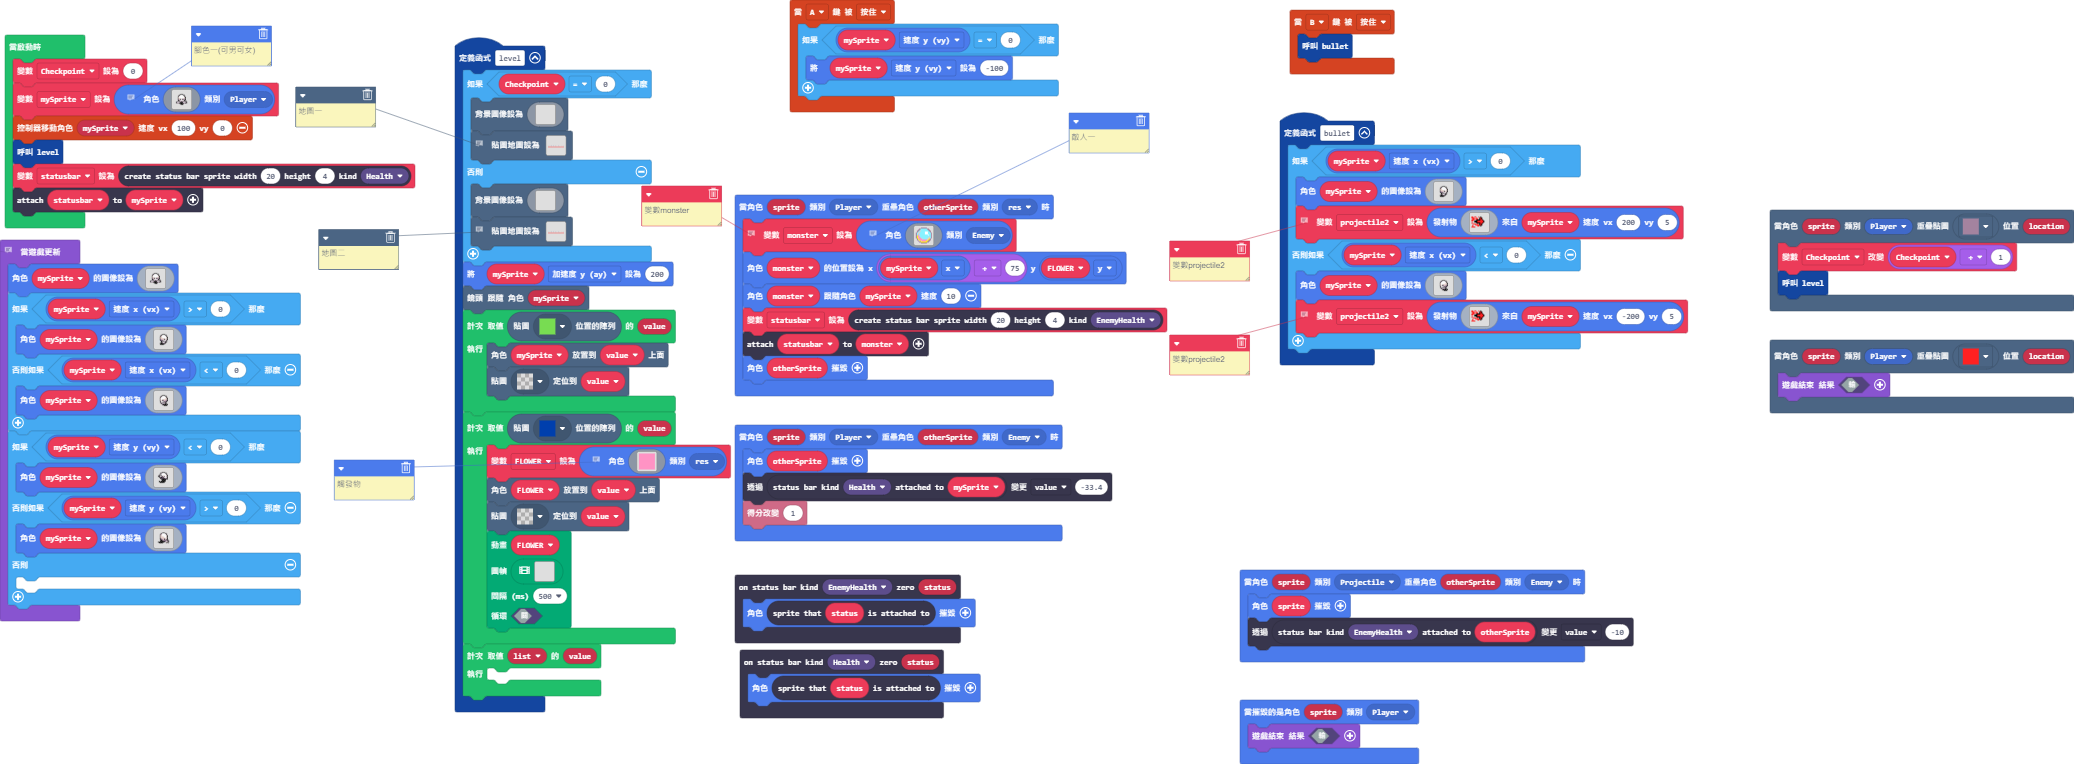 當啟動時
變數 Checkpoint 設為 0
變數 mySprite 設為 角色 類別 Player
控制器移動角色 mySprite 速度 vx 100 vy 0
呼叫 level
變數 statusbar 設為 create status bar sprite width 20 height 4 kind Health
attach statusbar to mySprite
角色一(可男可女)
當遊戲更新
角色 mySprite 的圖像設為
如果 mySprite 速度 x (vx) > 0 那麼
角色 mySprite 的圖像設為
否則如果 mySprite 速度 x (vx) < 0 那麼
角色 mySprite 的圖像設為
如果 mySprite 速度 y (vy) < 0 那麼
角色 mySprite 的圖像設為
否則如果 mySprite 速度 y (vy) > 0 那麼
角色 mySprite 的圖像設為
否則
地圖一
地圖二
觸發物
定義函式 level
如果 Checkpoint = 0 那麼
背景圖像設為
貼圖地圖設為
否則
背景圖像設為
貼圖地圖設為
將 mySprite 加速度 y (ay) 設為 200
鏡頭 跟隨 角色 mySprite
計次 取值 貼圖 位置的陣列 的 value
執行
角色 mySprite 放置到 value 上面
貼圖 定位到 value
計次 取值 貼圖 位置的陣列 的 value
執行
變數 FLOWER 設為 角色 類別 res
角色 FLOWER 放置到 value 上面
貼圖 定位到 value
動畫 FLOWER
圖幀
間隔 (ms) 500
循環
計次 取值 list 的 value
執行
當 A 鍵 被 按住
如果 mySprite 速度 y (vy) = 0 那麼
將 mySprite 速度 y (vy) 設為 -100
敵人一
變數monster
當角色 sprite 類別 Player 重疊角色 otherSprite 類別 res 時
變數 monster 設為 角色 類別 Enemy
角色 monster 的位置設為 x mySprite x + 75 y FLOWER y
角色 monster 跟隨角色 mySprite 速度 10
變數 statusbar 設為 create status bar sprite width 20 height 4 kind EnemyHealth
attach statusbar to monster
角色 otherSprite 摧毀
當角色 sprite 類別 Player 重疊角色 otherSprite 類別 Enemy 時
角色 otherSprite 摧毀
透過 status bar kind Health attached to mySprite 變更 value -33.4
得分改變 1
on status bar kind EnemyHealth zero status
角色 sprite that status is attached to 摧毀
on status bar kind Health zero status
角色 sprite that status is attached to 摧毀
當 B 鍵 被 按住
呼叫 bullet
定義函式 bullet
如果 mySprite 速度 x (vx) > 0 那麼
角色 mySprite 的圖像設為
變數 projectile2 設為 發射物 來自 mySprite 速度 vx 200 vy 5
否則如果 mySprite 速度 x (vx) < 0 那麼
角色 mySprite 的圖像設為
變數 projectile2 設為 發射物 來自 mySprite 速度 vx -200 vy 5
變數projectile2
變數projectile2
當角色 sprite 類別 Projectile 重疊角色 otherSprite 類別 Enemy 時
角色 sprite 摧毀
透過 status bar kind EnemyHealth attached to otherSprite 變更 value -10
當摧毀的是角色 sprite 類別 Player
遊戲結束 結果
當角色 sprite 類別 Player 重疊貼圖 位置 location
變數 Checkpoint 改變 Checkpoint + 1
呼叫 level
當角色 sprite 類別 Player 重疊貼圖 位置 location
遊戲結束 結果